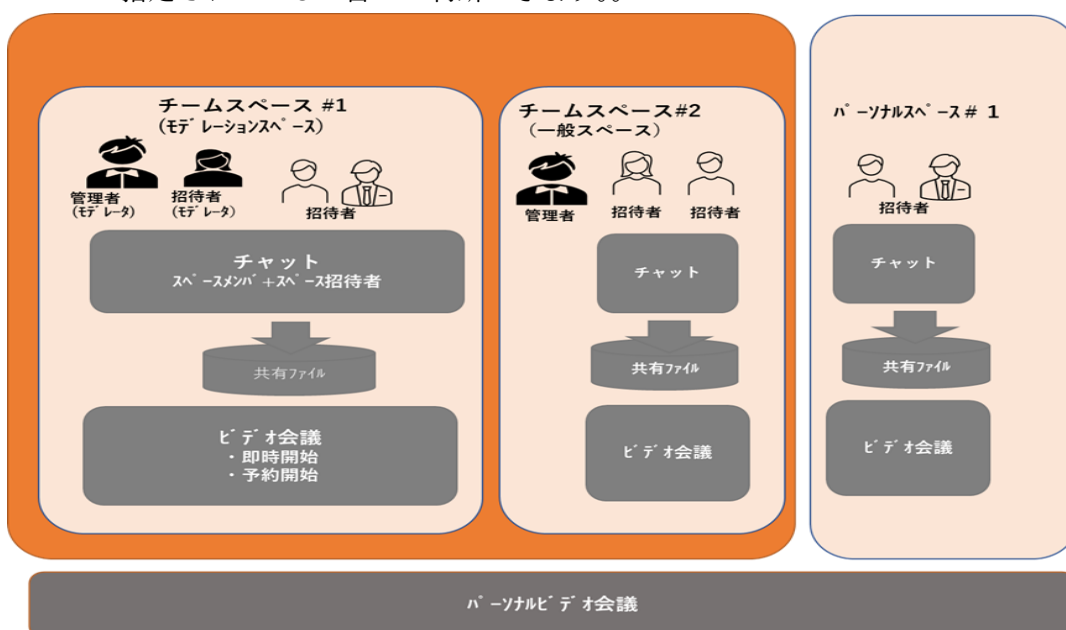 チームスペース #1
(ﾓﾃﾞﾚｰｼｮﾝｽﾍﾟｰｽ)
管理者
(ﾓﾃﾞﾚｰﾀ)
招待者
(ﾓﾃﾞﾚｰﾀ)
招待者
チャット
ｽﾍﾟｰｽﾒﾝﾊﾞ+ｽﾍﾟｰｽ招待者
共有ﾌｧｲﾙ
ﾋﾞﾃﾞｵ会議
・即時開始
・予約開始
チームスペース#2
(一般スペース)
管理者
招待者
招待者
チャット
共有ﾌｧｲﾙ
ﾋﾞﾃﾞｵ会議
ﾊﾟｰｿﾅﾙｽﾍﾟｰｽ# 1
招待者
チャット
共有ﾌｧｲﾙ
ﾋﾞﾃﾞｵ会議
ﾊﾟｰｿﾅﾙﾋﾞﾃﾞｵ会議